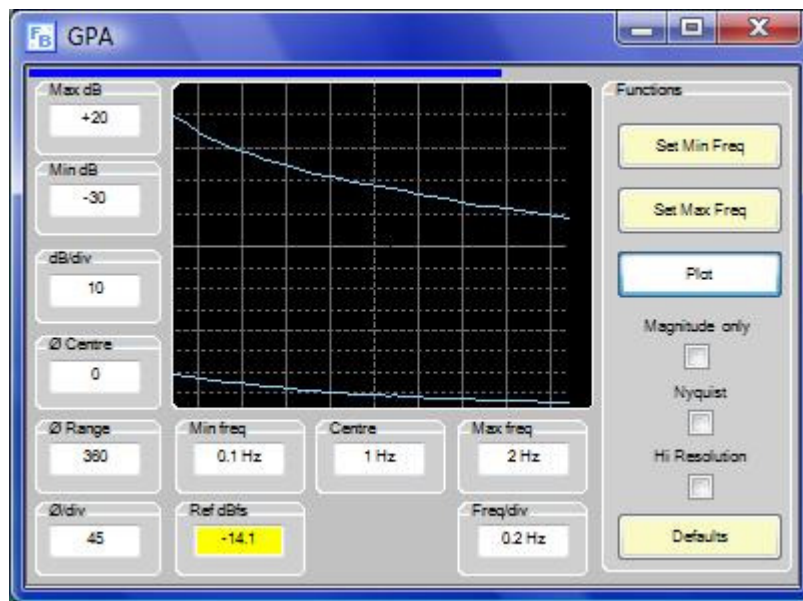 FB GPA
Max dB
+20
Min dB
-30
dB/div
10
Ø Centre
0
Ø Range
360
Ø/div
45
Min freq
0.1 Hz
Centre
1 Hz
Max freq
2 Hz
Ref dBfs
-14.1
Freq/div
0.2 Hz
Functions
Set Min Freq
Set Max Freq
Plot
Magnitude only
Nyquist
Hi Resolution
Defaults